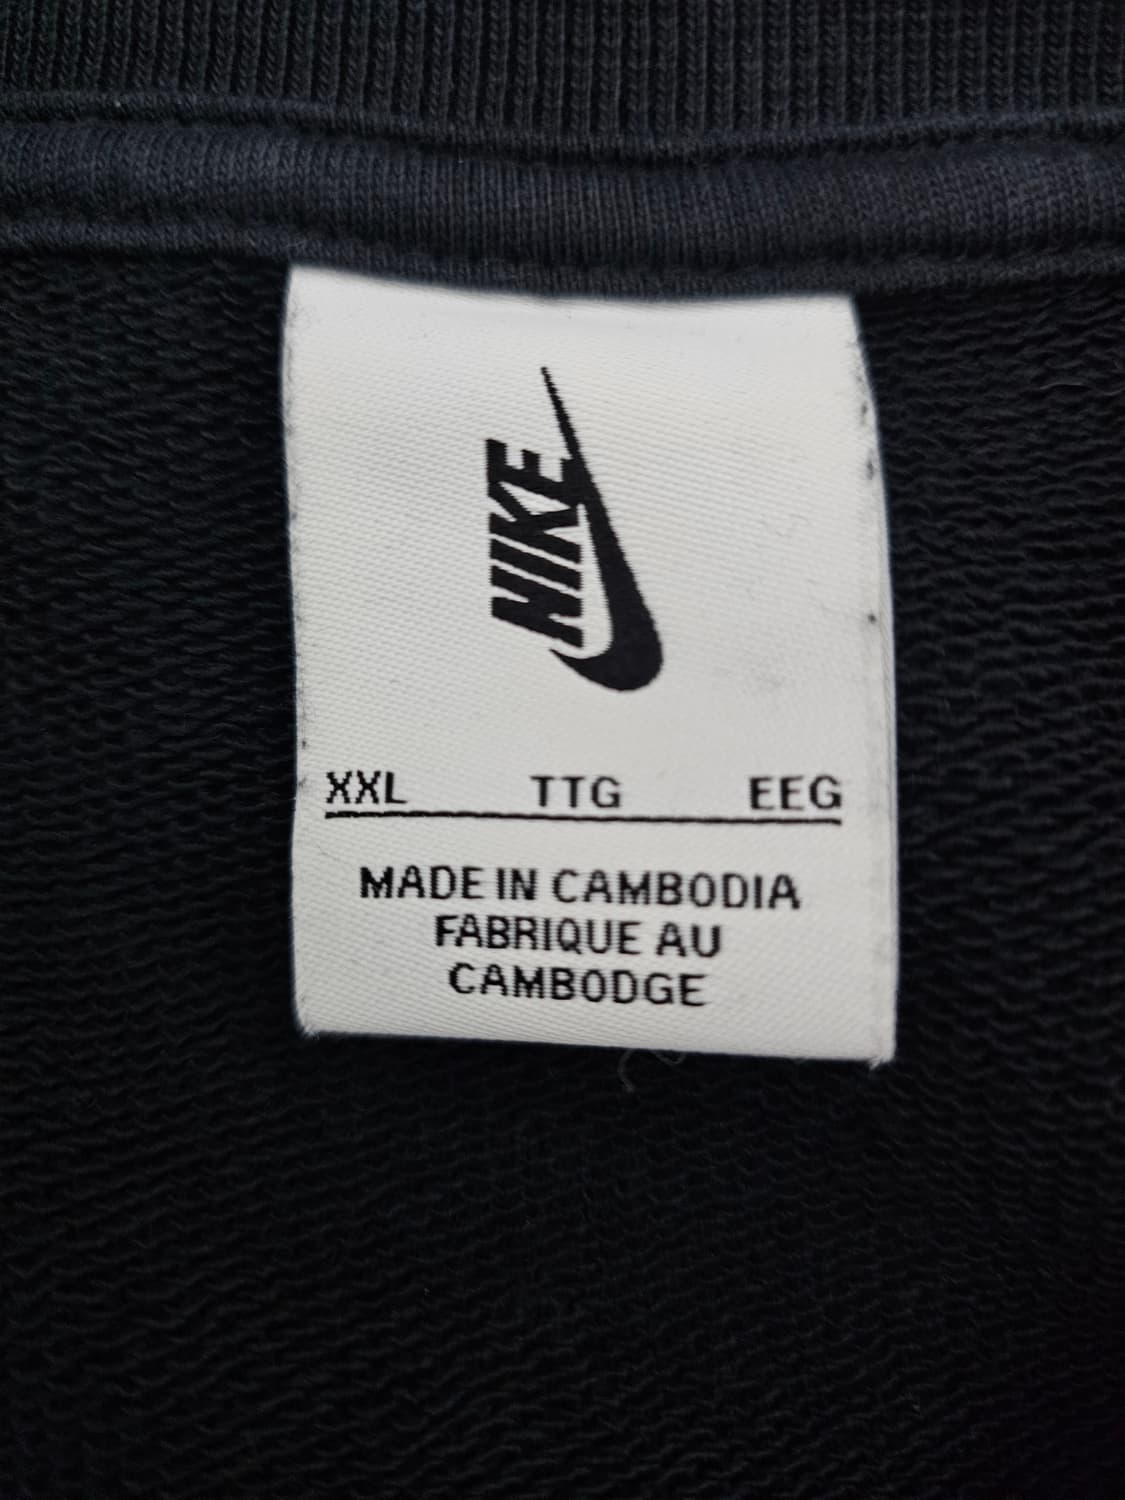 NIKE
XXL TTG EEG
MADE IN CAMBODIA
FABRIQUE AU
CAMBODGE